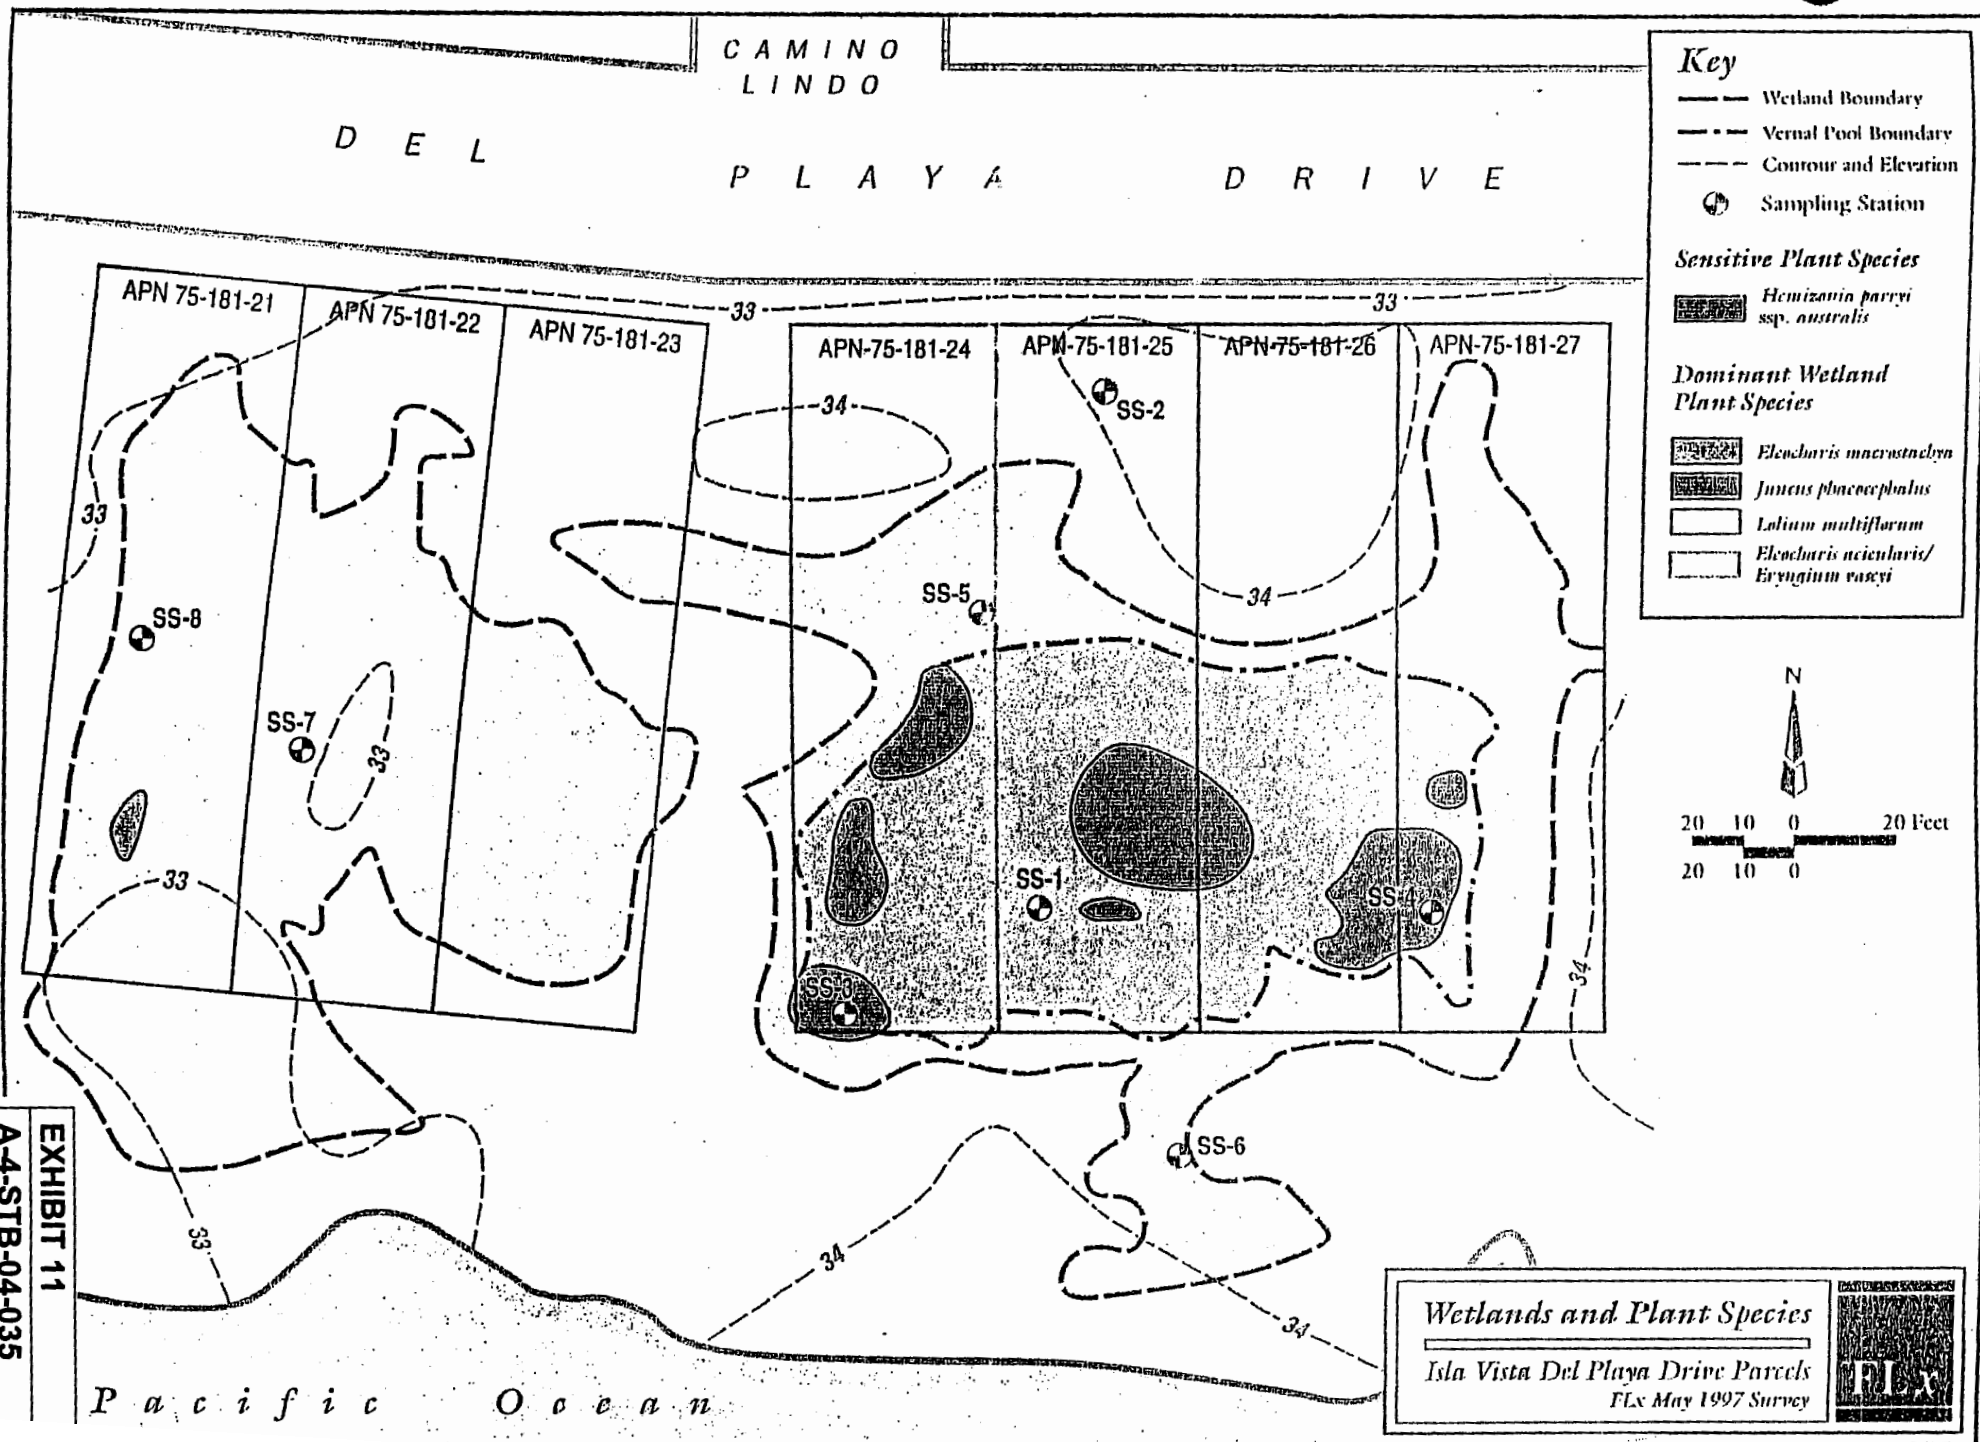 CAMINO
LINDO
DEL PLAYA DRIVE
Key
Wetland Boundary
Vernal Pool Boundary
Contour and Elevation
Sampling Station
Sensitive Plant Species
Hemizonia parryi
ssp. australis
Dominant Wetland
Plant Species
Eleocharis macrostachya
Juncus phaeocephalus
Lolium multiflorum
Eleocharis acicularis/
Eryngium vaseyi
N
20 10 0 20 Feet
20 10 0
APN 75-181-21
APN 75-181-22
APN 75-181-23
APN-75-181-24
APN-75-181-25
APN-75-181-26
APN-75-181-27
33
33
34
SS-2
33
SS-5
34
SS-8
SS-7
33
SS-1
SS-4
33
SS-3
34
SS-6
33
34
34
Pacific Ocean
EXHIBIT 11
A-4-STB-04-035
Wetlands and Plant Species
Isla Vista Del Playa Drive Parcels
FLx May 1997 Survey
FLx